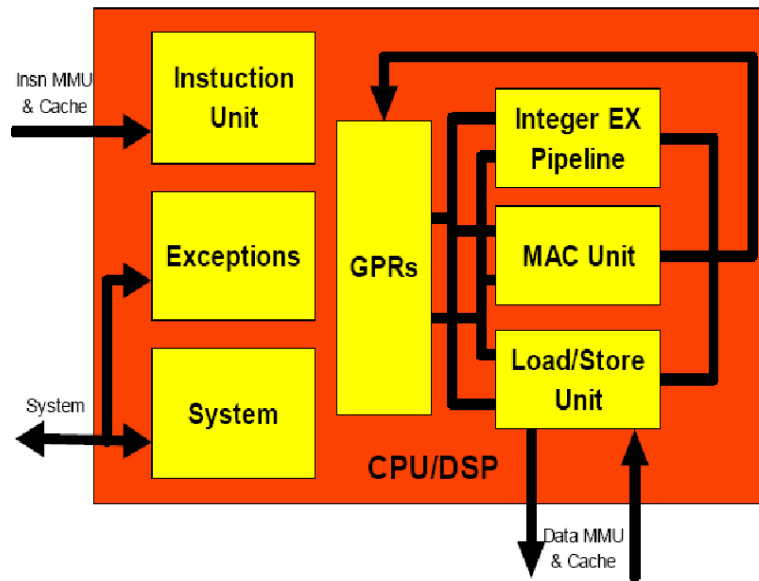 Insn MMU
& Cache
Instuction
Unit
Integer EX
Pipeline
Exceptions
GPRs
MAC Unit
System
System
Load/Store
Unit
CPU/DSP
Data MMU
& Cache